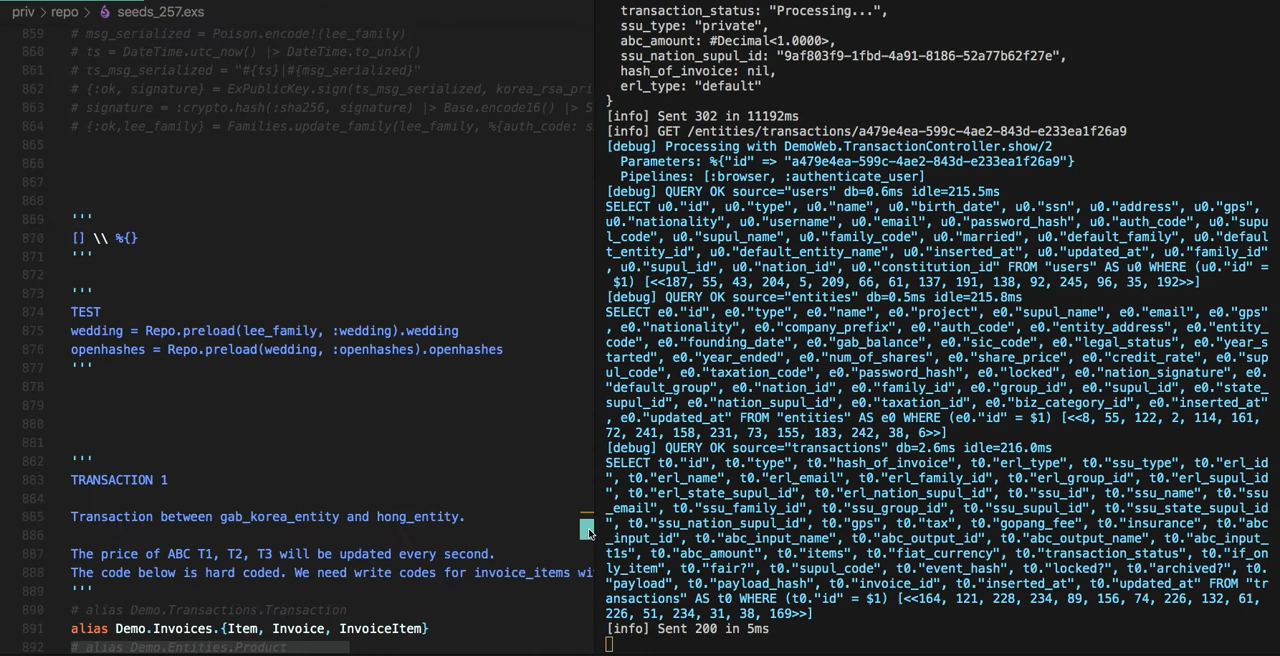 priv > repo > seeds_257.exs
859 # msg_serialized = Poison.encode!(lee_family)
860 # ts = DateTime.utc_now() |> DateTime.to_unix()
861 # ts_msg_serialized = "#{ts}|#{msg_serialized}"
862 # {:ok, signature} = ExPublicKey.sign(ts_msg_serialized, korea_rsa_pri
863 # signature = :crypto.hash(:sha256, signature) |> Base.encode16() |> S
864 # {:ok,lee_family} = Families.update_family(lee_family, %{auth_code: s
865
866
867
868
869 '''
870 [] \\ %{}
871 '''
872
873 '''
874 TEST
875 wedding = Repo.preload(lee_family, :wedding).wedding
876 openhashes = Repo.preload(wedding, :openhashes).openhashes
877 '''
878
879
880
881
882 '''
883 TRANSACTION 1
884
885 Transaction between gab_korea_entity and hong_entity.
886
887 The price of ABC T1, T2, T3 will be updated every second.
888 The code below is hard coded. We need write codes for invoice_items wi
889 '''
890 # alias Demo.Transactions.Transaction
891 alias Demo.Invoices.{Item, Invoice, InvoiceItem}
892 # alias Demo.Entities.Product
transaction_status: "Processing...",
ssu_type: "private",
abc_amount: #Decimal<1.0000>,
ssu_nation_supul_id: "9af803f9-1fbd-4a91-8186-52a77b62f27e",
hash_of_invoice: nil,
erl_type: "default"
}
[info] Sent 302 in 11192ms
[info] GET /entities/transactions/a479e4ea-599c-4ae2-843d-e233ea1f26a9
[debug] Processing with DemoWeb.TransactionController.show/2
Parameters: %{"id" => "a479e4ea-599c-4ae2-843d-e233ea1f26a9"}
Pipelines: [:browser, :authenticate_user]
[debug] QUERY OK source="users" db=0.6ms idle=215.5ms
SELECT u0."id", u0."type", u0."name", u0."birth_date", u0."ssn", u0."address", u0."gps",
u0."nationality", u0."username", u0."email", u0."password_hash", u0."auth_code", u0."supu
l_code", u0."supul_name", u0."family_code", u0."married", u0."default_family", u0."defaul
t_entity_id", u0."default_entity_name", u0."inserted_at", u0."updated_at", u0."family_id"
, u0."supul_id", u0."nation_id", u0."constitution_id" FROM "users" AS u0 WHERE (u0."id" =
$1) [<<187, 55, 43, 204, 5, 209, 66, 61, 137, 191, 138, 92, 245, 96, 35, 192>>]
[debug] QUERY OK source="entities" db=0.5ms idle=215.8ms
SELECT e0."id", e0."type", e0."name", e0."project", e0."supul_name", e0."email", e0."gps"
, e0."nationality", e0."company_prefix", e0."auth_code", e0."entity_address", e0."entity_
code", e0."founding_date", e0."gab_balance", e0."sic_code", e0."legal_status", e0."year_s
tarted", e0."year_ended", e0."num_of_shares", e0."share_price", e0."credit_rate", e0."sup
ul_code", e0."taxation_code", e0."password_hash", e0."locked", e0."nation_signature", e0.
"default_group", e0."nation_id", e0."family_id", e0."group_id", e0."supul_id", e0."state_
supul_id", e0."nation_supul_id", e0."taxation_id", e0."biz_category_id", e0."inserted_at"
, e0."updated_at" FROM "entities" AS e0 WHERE (e0."id" = $1) [<<8, 55, 122, 2, 114, 161,
72, 241, 158, 231, 73, 155, 183, 242, 38, 6>>]
[debug] QUERY OK source="transactions" db=2.6ms idle=216.0ms
SELECT t0."id", t0."type", t0."hash_of_invoice", t0."erl_type", t0."ssu_type", t0."erl_id
", t0."erl_name", t0."erl_email", t0."erl_family_id", t0."erl_group_id", t0."erl_supul_id
", t0."erl_state_supul_id", t0."erl_nation_supul_id", t0."ssu_id", t0."ssu_name", t0."ssu
_email", t0."ssu_family_id", t0."ssu_group_id", t0."ssu_supul_id", t0."ssu_state_supul_id
", t0."ssu_nation_supul_id", t0."gps", t0."tax", t0."gopang_fee", t0."insurance", t0."abc
_input_id", t0."abc_input_name", t0."abc_output_id", t0."abc_output_name", t0."abc_input_
t1s", t0."abc_amount", t0."items", t0."fiat_currency", t0."transaction_status", t0."if_on
ly_item", t0."fair?", t0."supul_code", t0."event_hash", t0."locked?", t0."archived?", t0.
"payload", t0."payload_hash", t0."invoice_id", t0."inserted_at", t0."updated_at" FROM "tr
ansactions" AS t0 WHERE (t0."id" = $1) [<<164, 121, 228, 234, 89, 156, 74, 226, 132, 61,
226, 51, 234, 31, 38, 169>>]
[info] Sent 200 in 5ms